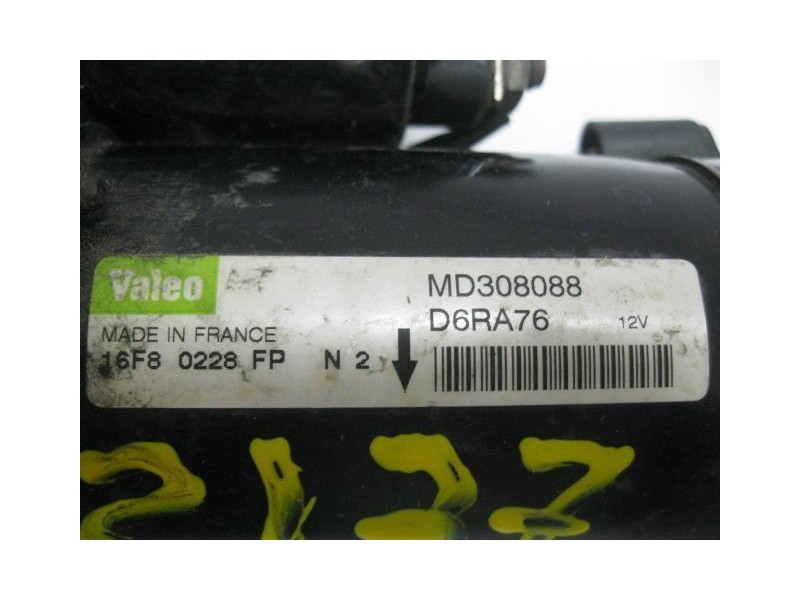 Valeo
MADE IN FRANCE
16F8 0228 FP N 2
MD308088
D6RA76 12V